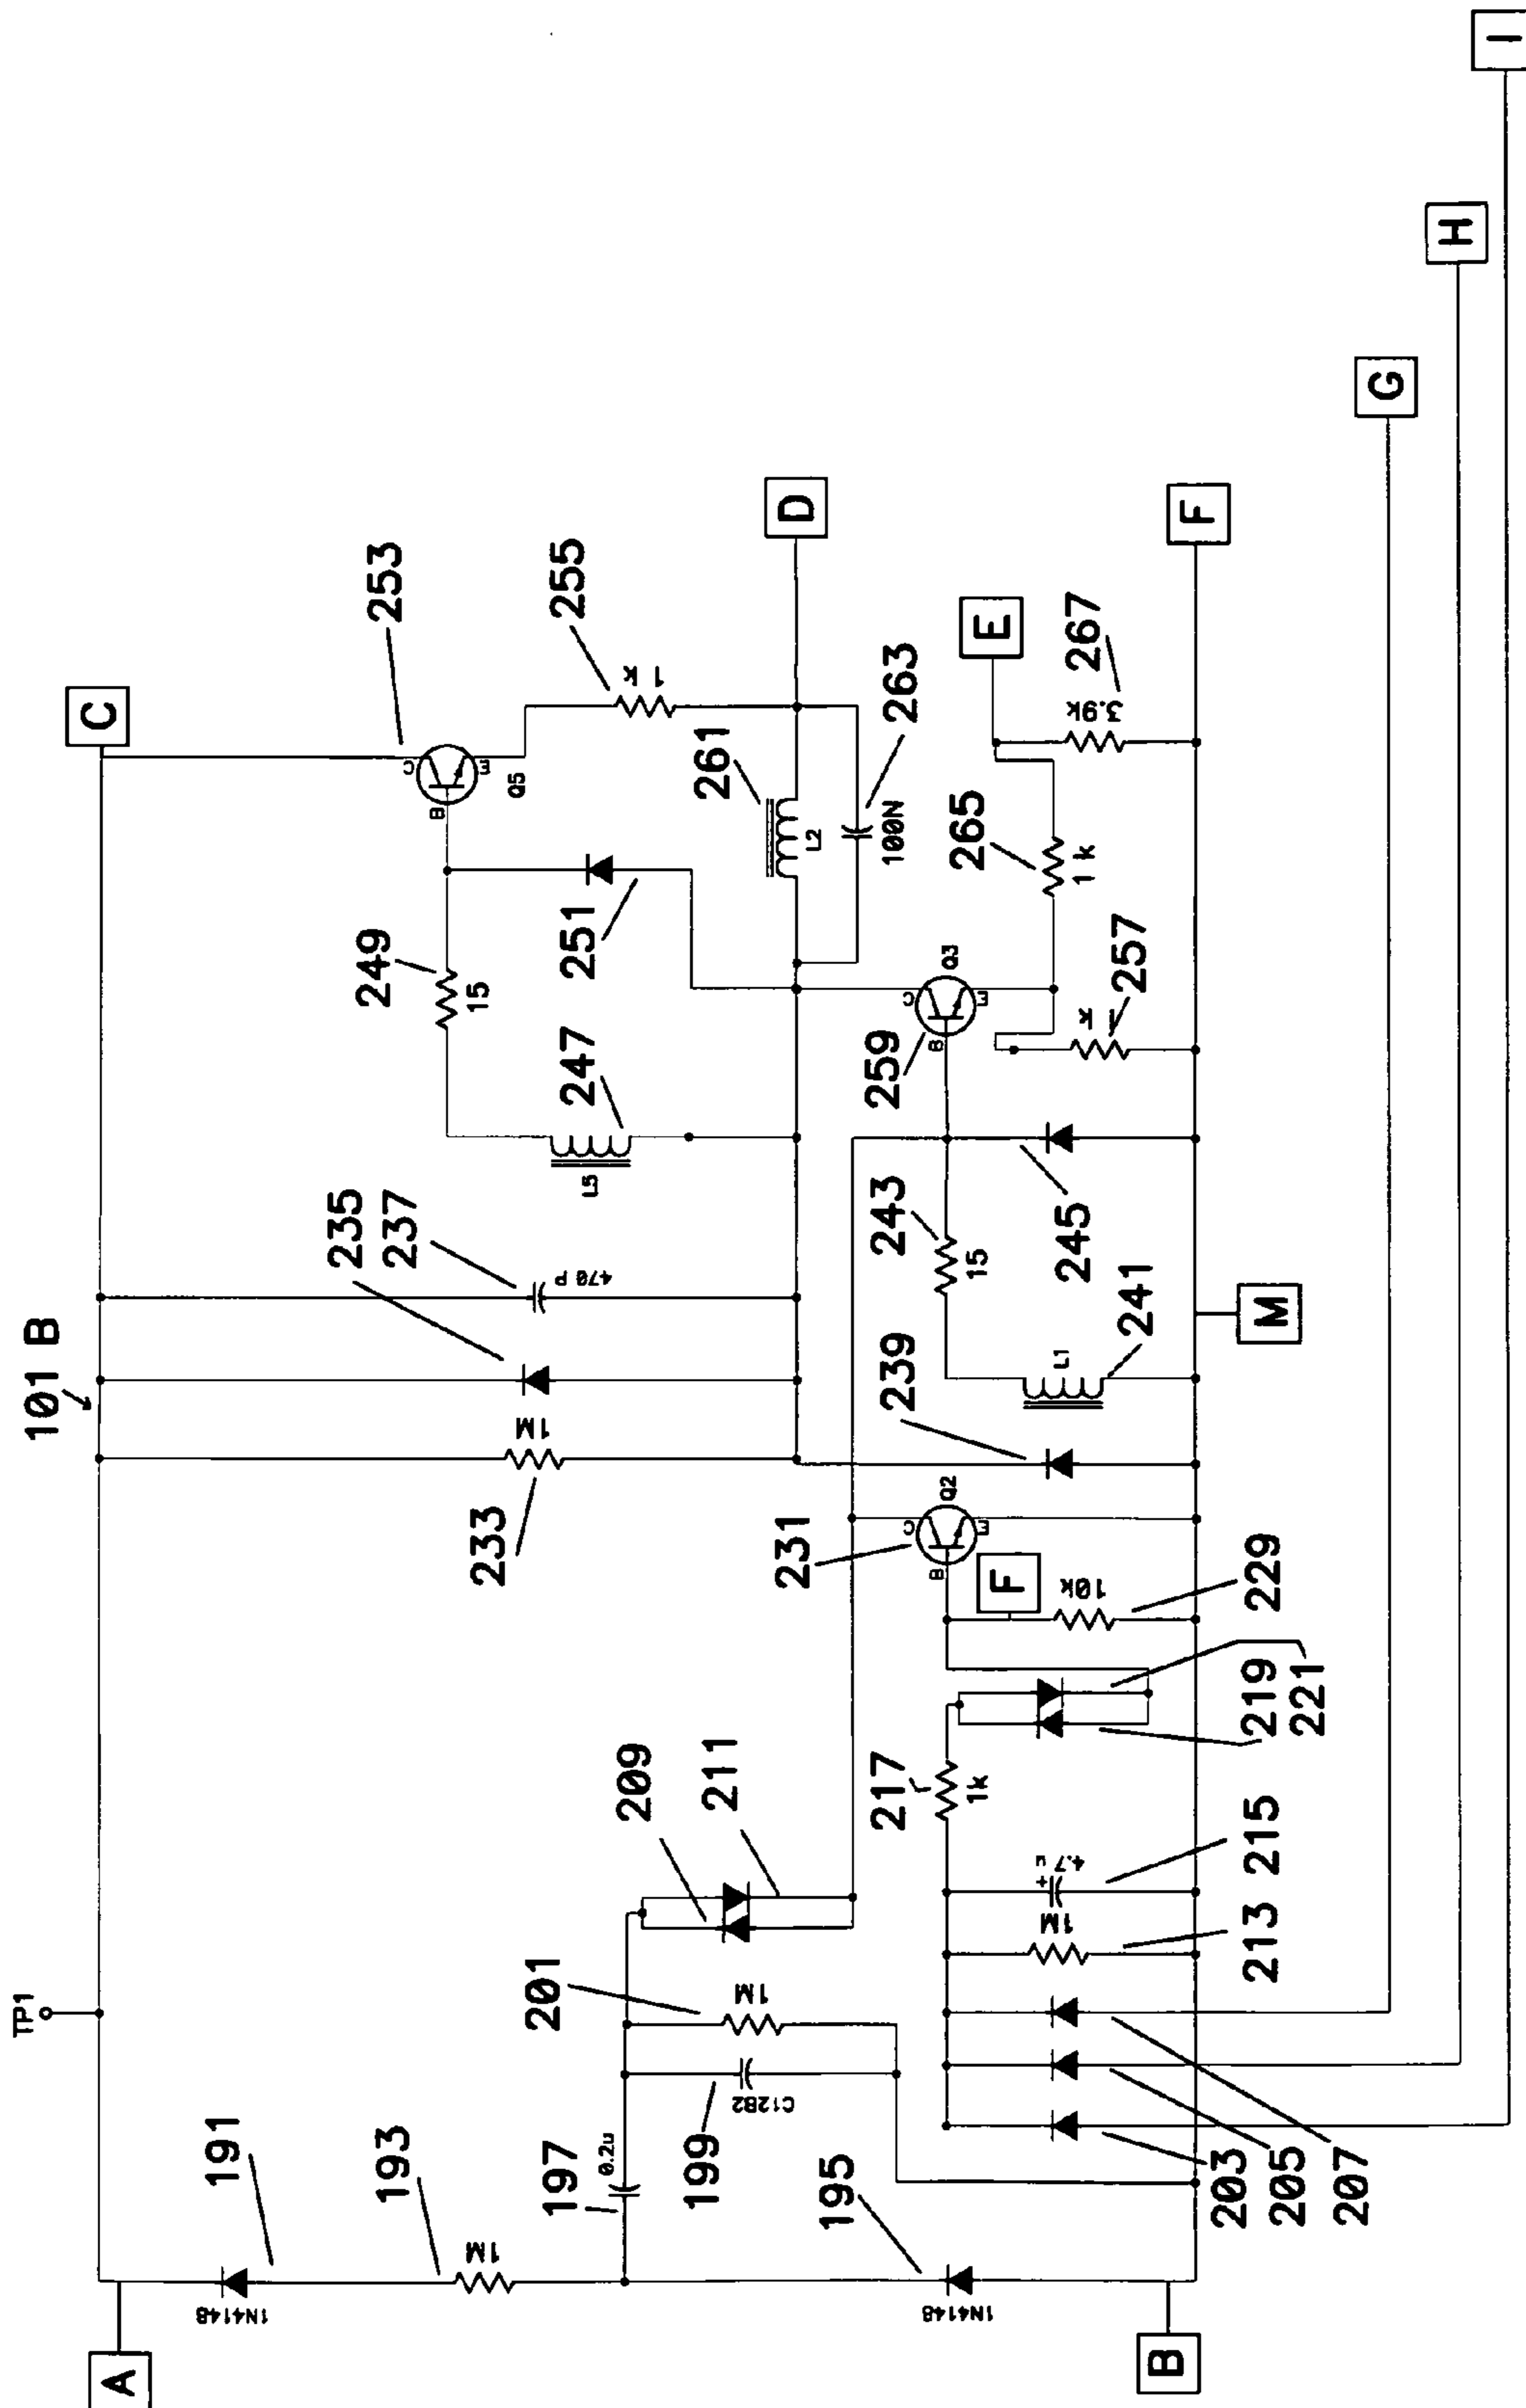 101 B
TP1
A
C
191
1N4148
193
1M
197
0.2u
199
C12B2
201
1M
209
211
195
1N4148
B
233
1M
235
237
470P
L5
247
249
15
251
253
C
B
E
Q5
255
1k
261
L2
263
100N
D
231
C
B
E
Q2
F
10k
229
217
1k
219
221
4.7u
+
215
1M
213
203
205
207
239
L1
241
243
15
245
M
259
C
B
E
Q3
1k
257
265
1k
E
3.9k
267
F
G
H
I